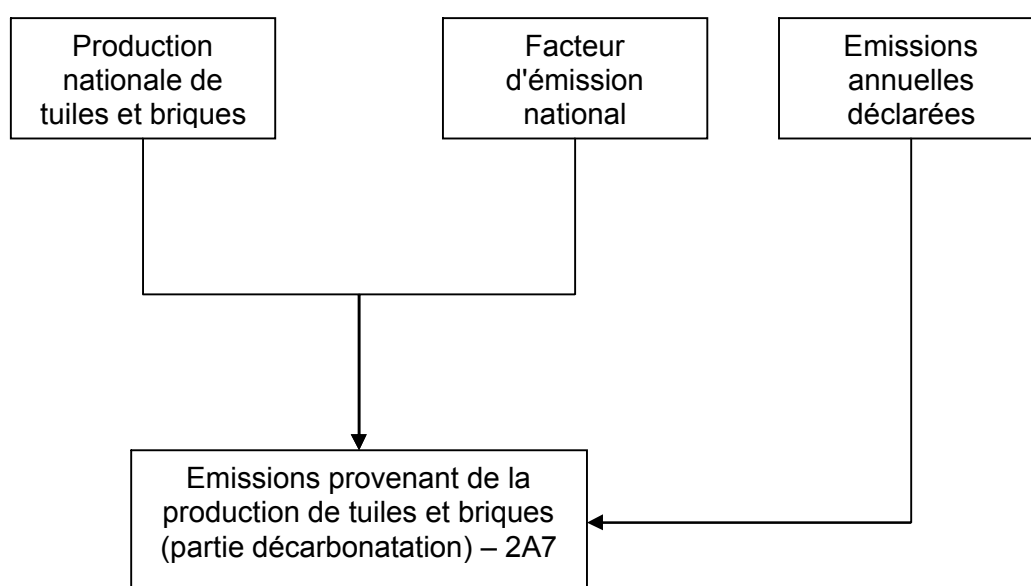 Production
nationale de
tuiles et briques
Facteur
d'émission
national
Emissions
annuelles
déclarées
Emissions provenant de la
production de tuiles et briques
(partie décarbonatation) – 2A7